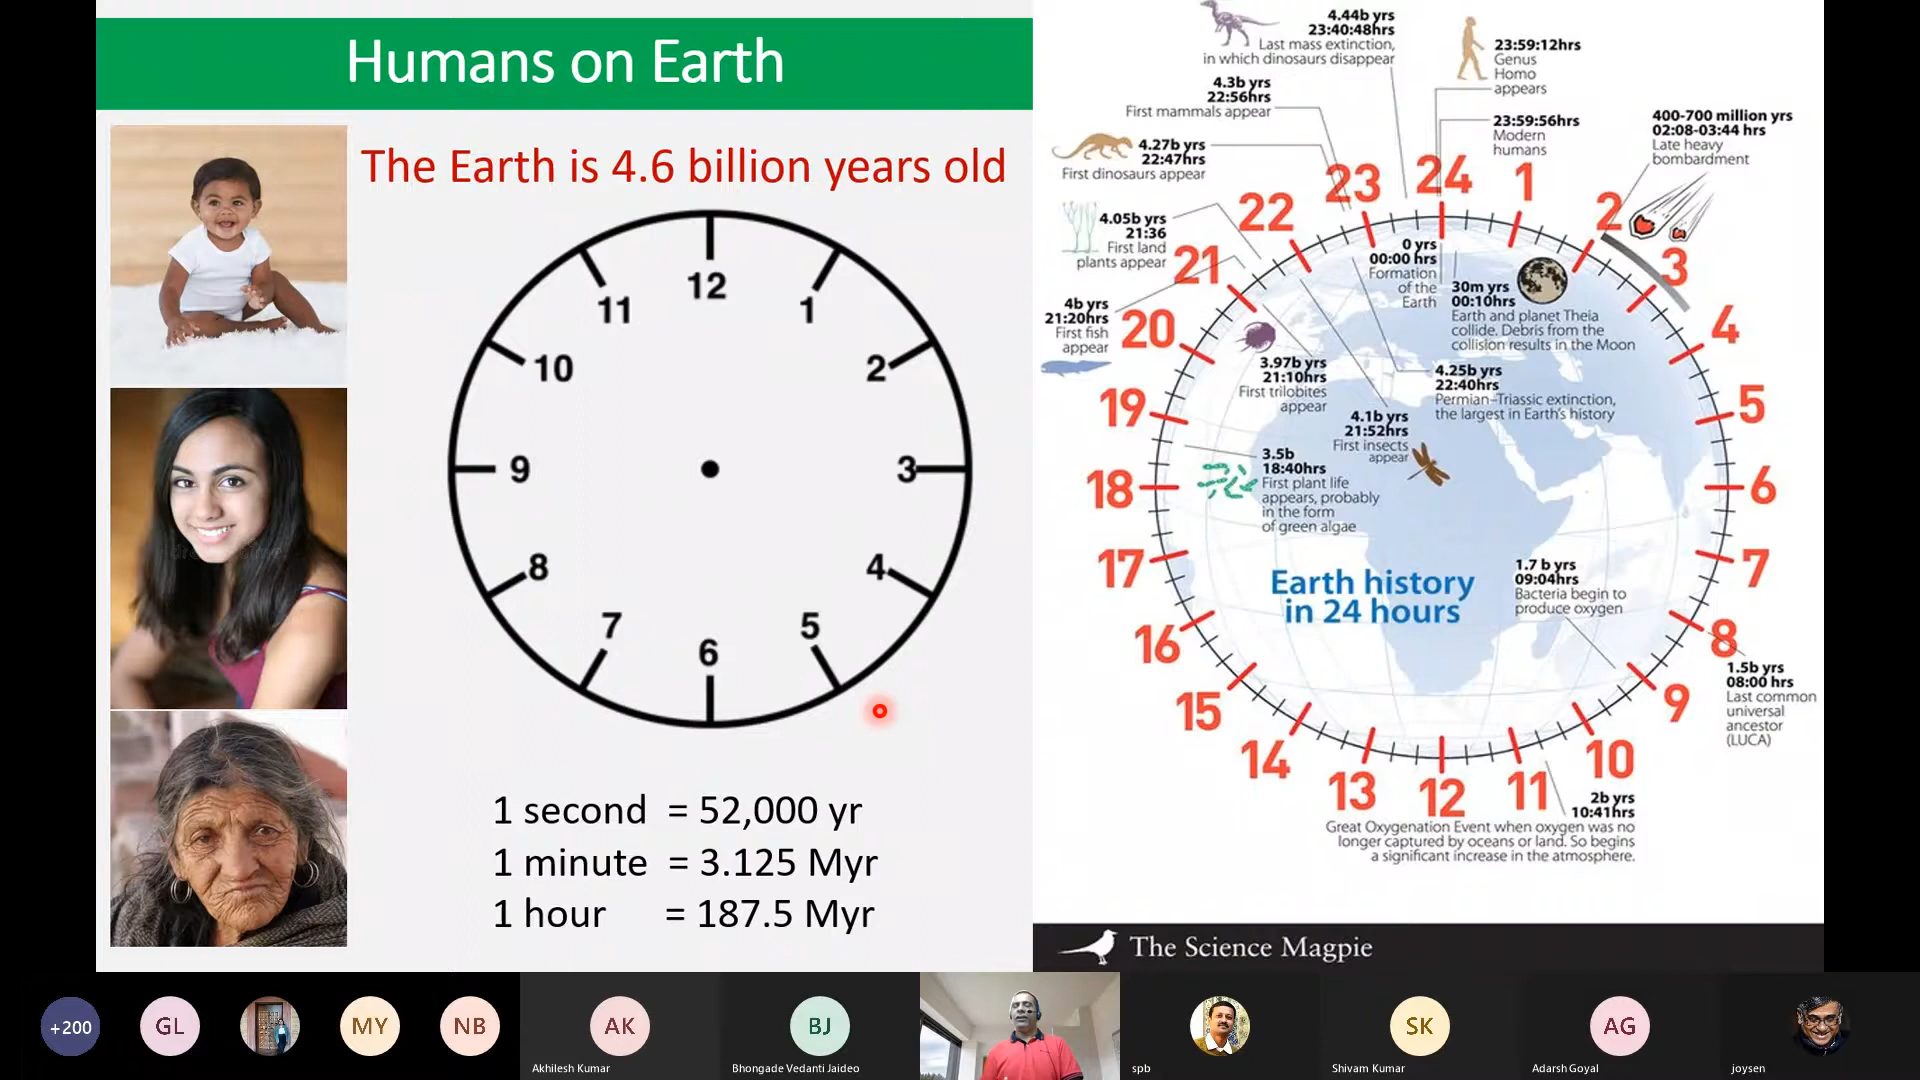 Humans on Earth
The Earth is 4.6 billion years old
12
1
2
3
4
5
6
7
8
9
10
11
1 second = 52,000 yr
1 minute = 3.125 Myr
1 hour = 187.5 Myr
4.44b yrs
23:40:48hrs
Last mass extinction,
in which dinosaurs disappear
23:59:12hrs
Genus
Homo
appears
4.3b yrs
22:56hrs
First mammals appear
23:59:56hrs
Modern
humans
400-700 million yrs
02:08-03:44 hrs
Late heavy
bombardment
4.27b yrs
22:47hrs
First dinosaurs appear
4.05b yrs
21:36
First land
plants appear
4b yrs
21:20hrs
First fish
appear
24
1
2
3
4
5
6
7
8
9
10
11
12
13
14
15
16
17
18
19
20
21
22
23
0 yrs
00:00 hrs
Formation
of the
Earth
30m yrs
00:10hrs
Earth and planet Theia
collide. Debris from the
collision results in the Moon
3.97b yrs
21:10hrs
First trilobites
appear
4.25b yrs
22:40hrs
Permian–Triassic extinction,
the largest in Earth's history
4.1b yrs
21:52hrs
First insects
appear
3.5b
18:40hrs
First plant life
appears, probably
in the form
of green algae
Earth history
in 24 hours
1.7 b yrs
09:04hrs
Bacteria begin to
produce oxygen
1.5b yrs
08:00 hrs
Last common
universal
ancestor
(LUCA)
2b yrs
10:41hrs
Great Oxygenation Event when oxygen was no
longer captured by oceans or land. So begins
a significant increase in the atmosphere.
The Science Magpie
+200
GL
MY
NB
AK
Akhilesh Kumar
BJ
Bhongade Vedanti Jaideo
spb
SK
Shivam Kumar
AG
Adarsh Goyal
joysen